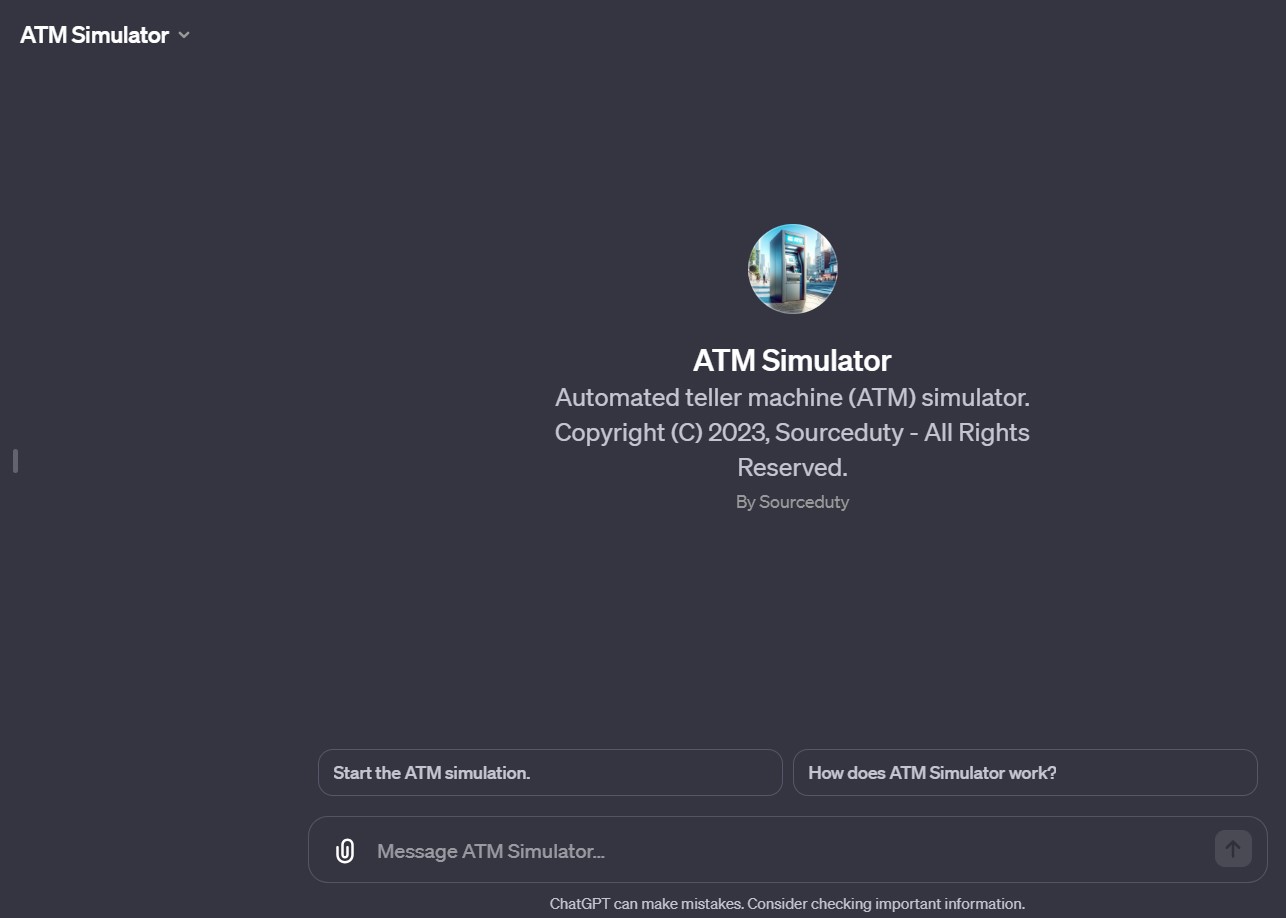 ATM Simulator
ATM Simulator
Automated teller machine (ATM) simulator.
Copyright (C) 2023, Sourceduty - All Rights
Reserved.
By Sourceduty
Start the ATM simulation.
How does ATM Simulator work?
Message ATM Simulator...
ChatGPT can make mistakes. Consider checking important information.